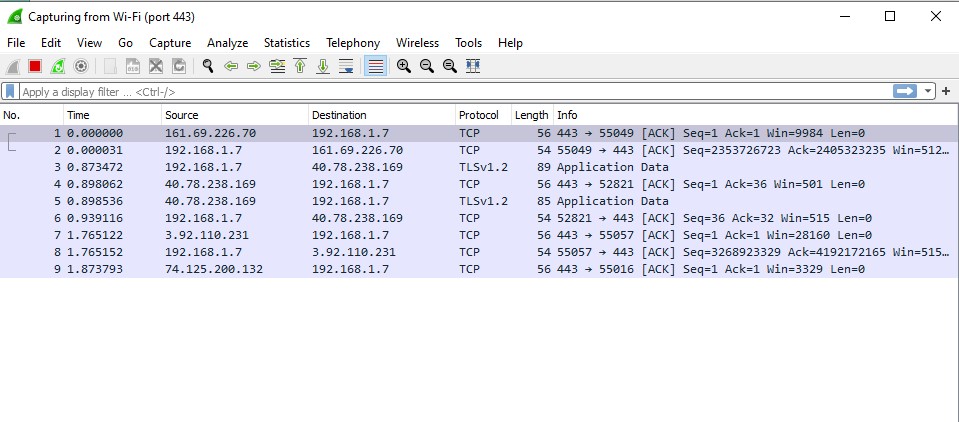 Capturing from Wi-Fi (port 443)
File Edit View Go Capture Analyze Statistics Telephony Wireless Tools Help
Apply a display filter ... <Ctrl-/>
No. Time Source Destination Protocol Length Info
1 0.000000 161.69.226.70 192.168.1.7 TCP 56 443 → 55049 [ACK] Seq=1 Ack=1 Win=9984 Len=0
2 0.000031 192.168.1.7 161.69.226.70 TCP 54 55049 → 443 [ACK] Seq=2353726723 Ack=2405323235 Win=512…
3 0.873472 192.168.1.7 40.78.238.169 TLSv1.2 89 Application Data
4 0.898062 40.78.238.169 192.168.1.7 TCP 56 443 → 52821 [ACK] Seq=1 Ack=36 Win=501 Len=0
5 0.898536 40.78.238.169 192.168.1.7 TLSv1.2 85 Application Data
6 0.939116 192.168.1.7 40.78.238.169 TCP 54 52821 → 443 [ACK] Seq=36 Ack=32 Win=515 Len=0
7 1.765122 3.92.110.231 192.168.1.7 TCP 56 443 → 55057 [ACK] Seq=1 Ack=1 Win=28160 Len=0
8 1.765152 192.168.1.7 3.92.110.231 TCP 54 55057 → 443 [ACK] Seq=3268923329 Ack=4192172165 Win=515…
9 1.873793 74.125.200.132 192.168.1.7 TCP 56 443 → 55016 [ACK] Seq=1 Ack=1 Win=3329 Len=0